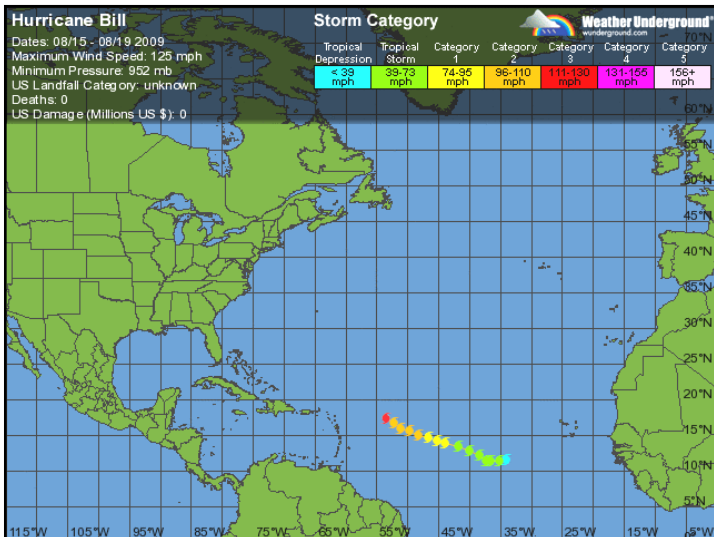 Hurricane Bill
Dates: 08/15 - 08/19 2009
Maximum Wind Speed: 125 mph
Minimum Pressure: 952 mb
US Landfall Category: unknown
Deaths: 0
US Damage (Millions US $): 0
Storm Category
Weather Underground®
wunderground.com
Tropical Depression
Tropical Storm
Category 1
Category 2
Category 3
Category 4
Category 5
< 39 mph
39-73 mph
74-95 mph
96-110 mph
111-130 mph
131-155 mph
156+ mph
70°N
60°N
55°N
50°N
45°N
40°N
35°N
30°N
25°N
20°N
15°N
10°N
5°N
115°W 105°W 95°W 85°W 75°W 65°W 55°W 45°W 35°W 25°W 15°W 5°W